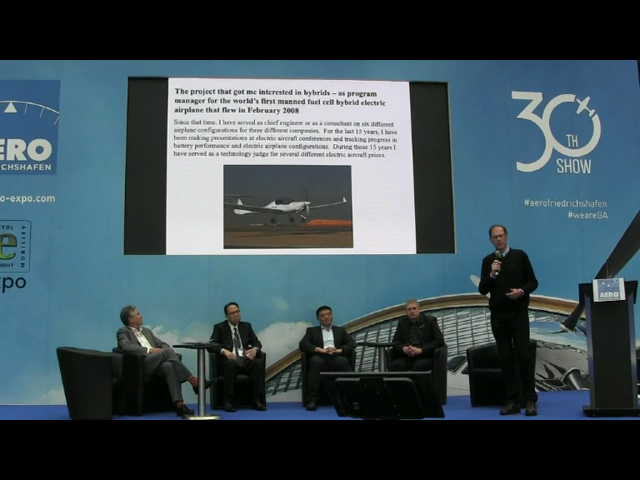 The project that got me interested in hybrids – as program
manager for the world's first manned fuel cell hybrid electric
airplane that flew in February 2008
Since that time, I have served as chief engineer or as a consultant on six different
airplane configurations for three different companies. For the last 15 years, I have
been making presentations at electric aircraft conferences and tracking progress in
battery performance and electric airplane configurations. During those 15 years I
have served as a technology judge for several different electric aircraft prizes.
AERO
30
TH
SHOW
#aerofriedrichshafen
#weareGA
e
MOBILITY
AERO